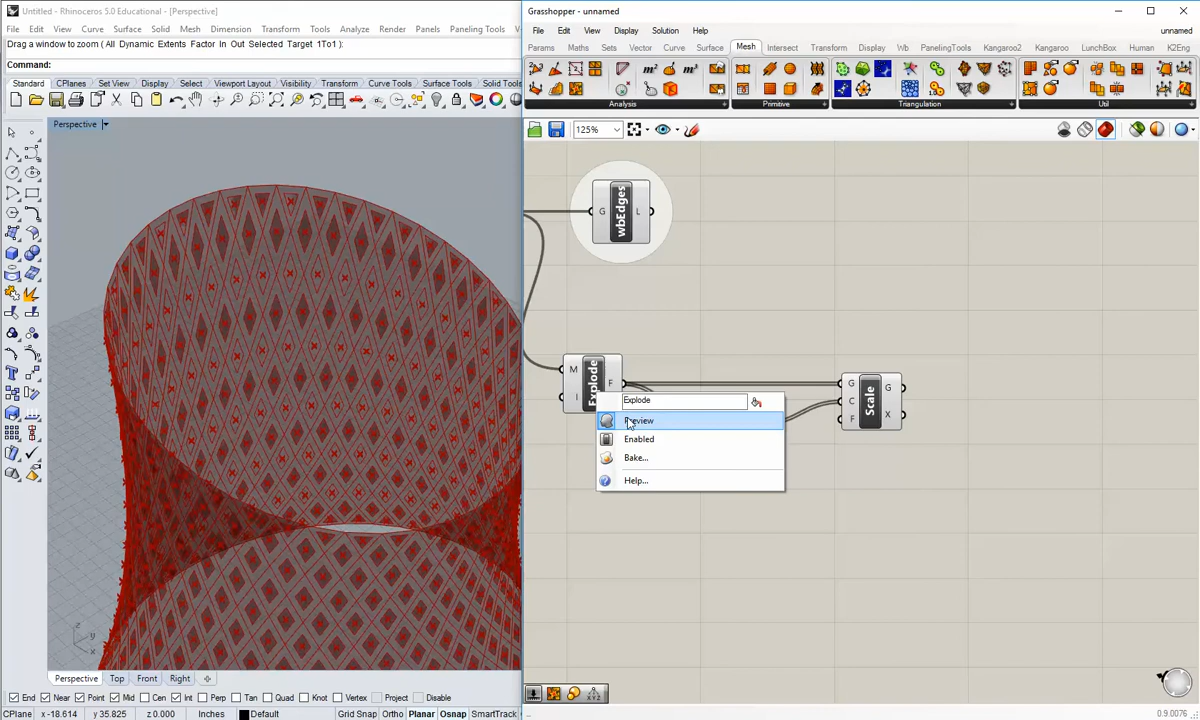 Untitled - Rhinoceros 5.0 Educational - [Perspective]
File Edit View Curve Surface Solid Mesh Dimension Transform Tools Analyze Render Panels Paneling Tools
Drag a window to zoom ( All Dynamic Extents Factor In Out Selected Target 1To1 ):
Command:
Standard CPlanes Set View Display Select Viewport Layout Visibility Transform Curve Tools Surface Tools Solid Tools
Perspective
z
y
x
Perspective Top Front Right
End Near Point Mid Cen Int Perp Tan Quad Knot Vertex Project Disable
CPlane x -18.614 y 35.825 z 0.000 Inches Default Grid Snap Ortho Planar Osnap SmartTrack
Grasshopper - unnamed
File Edit View Display Solution Help
unnamed
Params Maths Sets Vector Curve Surface Mesh Intersect Transform Display Wb PanelingTools Kangaroo2 Kangaroo LunchBox Human K2Eng
Analysis Primitive Triangulation Util
125%
G wbEdges L
M I Explode F
G C F Scale G X
Explode
Preview
Enabled
Bake...
Help...
0.9.0076